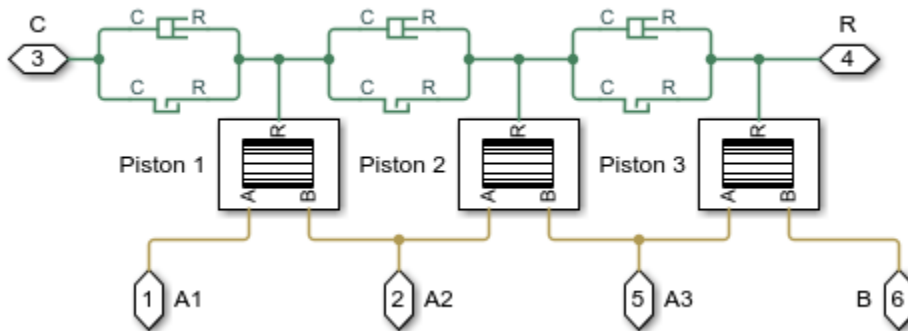 C R C R C R
C R
3 4
C R C R C R
R R R
Piston 1 Piston 2 Piston 3
A B A B A B
1 A1 2 A2 5 A3 B 6